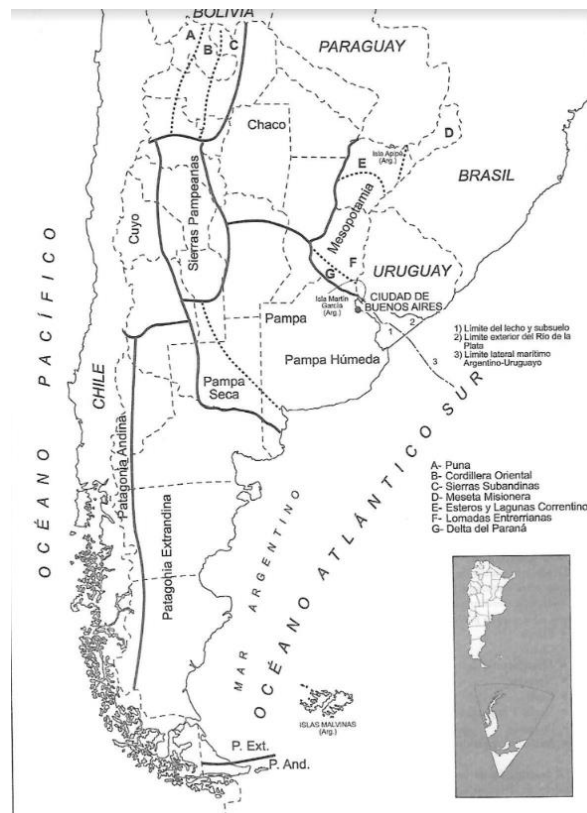 BOLIVIA
A
B
C
PARAGUAY
Chaco
Isla Apipé
(Arg.)
D
E
BRASIL
Mesopotamia
Cuyo
Sierras Pampeanas
F
G
URUGUAY
Isla Martín
García
(Arg.)
CIUDAD DE
BUENOS AIRES
Pampa
1
2
3
1) Límite del lecho y subsuelo
2) Límite exterior del Río de la
Plata
3) Límite lateral marítimo
Argentino-Uruguayo
Pampa Húmeda
OCÉANO PACÍFICO
CHILE
Pampa
Seca
Patagonia Andina
Patagonia Extrandina
MAR ARGENTINO
OCÉANO ATLÁNTICO SUR
A- Puna
B- Cordillera Oriental
C- Sierras Subandinas
D- Meseta Misionera
E- Esteros y Lagunas Correntino
F- Lomadas Entrerrianas
G- Delta del Paraná
ISLAS MALVINAS
(Arg.)
P. Ext.
P. And.